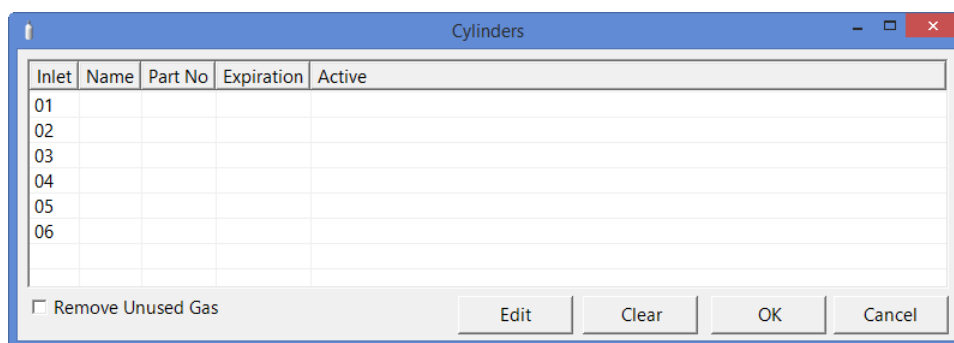 Cylinders
Inlet Name Part No Expiration Active
01
02
03
04
05
06
Remove Unused Gas Edit Clear OK Cancel